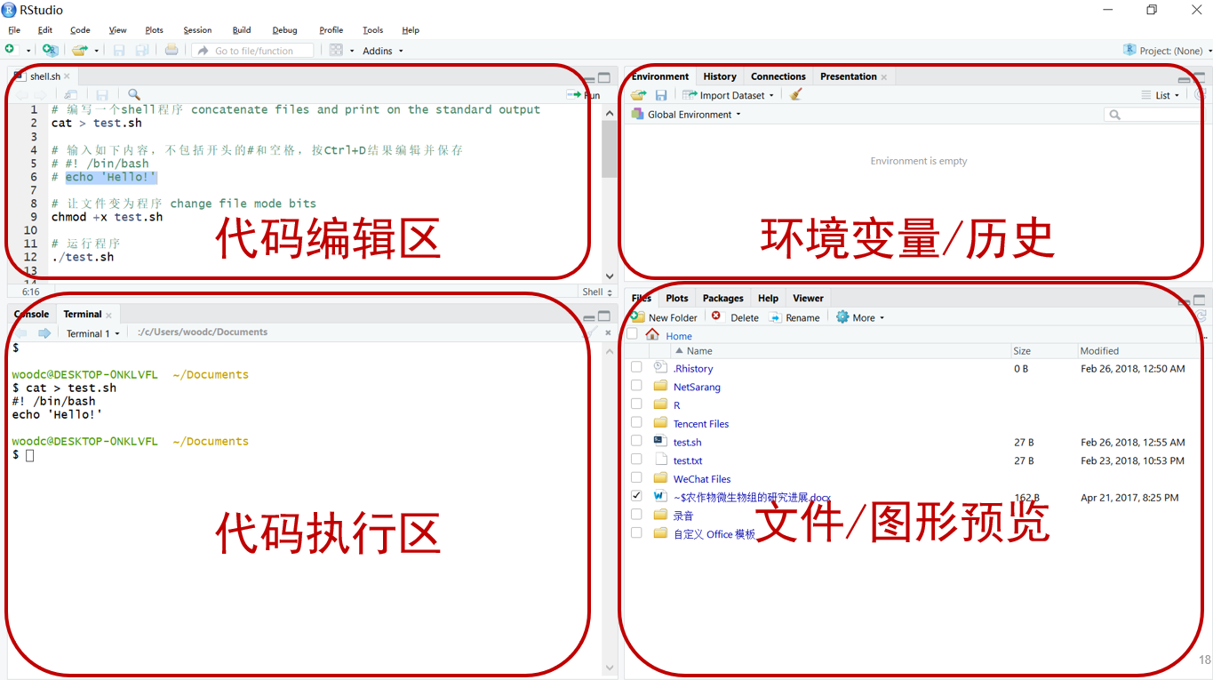 RStudio
File Edit Code View Plots Session Build Debug Profile Tools Help
Go to file/function Addins Project: (None)
shell.sh
Run
1 # 编写一个shell程序 concatenate files and print on the standard output
2 cat > test.sh
3
4 # 输入如下内容，不包括开头的#和空格，按Ctrl+D结果编辑并保存
5 # #! /bin/bash
6 # echo 'Hello!'
7
8 # 让文件变为程序 change file mode bits
9 chmod +x test.sh
10
11 # 运行程序
12 ./test.sh
13
代码编辑区
6:16 Shell
Environment History Connections Presentation
Import Dataset List
Global Environment
Environment is empty
环境变量/历史
Console Terminal
Terminal 1 :/c/Users/woodc/Documents
$
woodc@DESKTOP-0NKLVFL ~/Documents
$ cat > test.sh
#! /bin/bash
echo 'Hello!'
woodc@DESKTOP-0NKLVFL ~/Documents
$
代码执行区
Files Plots Packages Help Viewer
New Folder Delete Rename More
Home
Name Size Modified
.Rhistory 0 B Feb 26, 2018, 12:50 AM
NetSarang
R
Tencent Files
test.sh 27 B Feb 26, 2018, 12:55 AM
test.txt 27 B Feb 23, 2018, 10:53 PM
WeChat Files
~$农作物微生物组的研究进展.docx 162 B Apr 21, 2017, 8:25 PM
录音
自定义 Office 模板
文件/图形预览
18